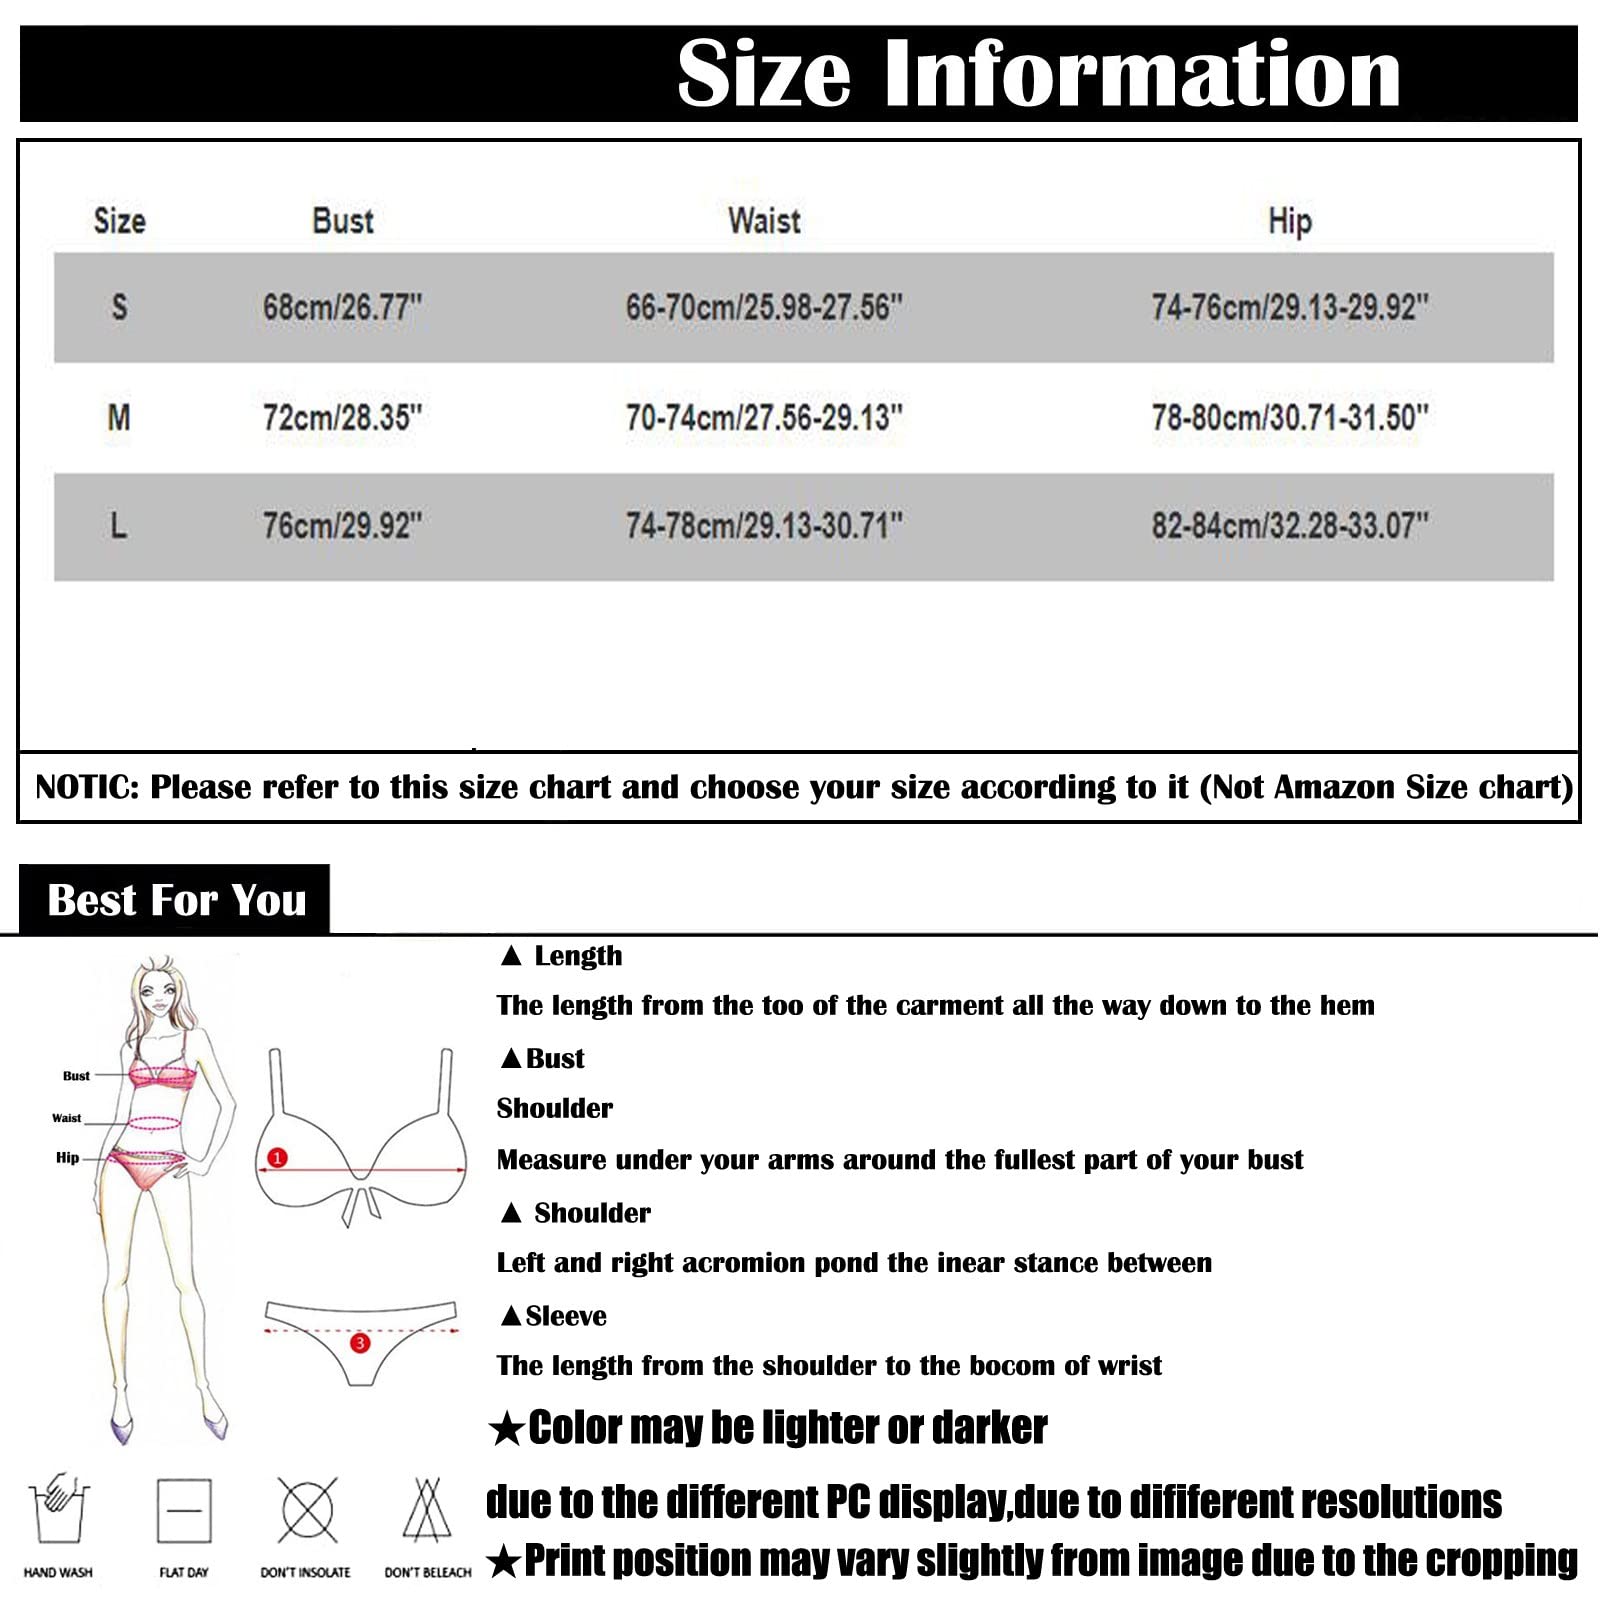 Size Information
Size Bust Waist Hip
S 68cm/26.77" 66-70cm/25.98-27.56" 74-76cm/29.13-29.92"
M 72cm/28.35" 70-74cm/27.56-29.13" 78-80cm/30.71-31.50"
L 76cm/29.92" 74-78cm/29.13-30.71" 82-84cm/32.28-33.07"
NOTIC: Please refer to this size chart and choose your size according to it (Not Amazon Size chart)
Best For You
Bust
Waist
Hip
1
3
▲ Length
The length from the too of the carment all the way down to the hem
▲Bust
Shoulder
Measure under your arms around the fullest part of your bust
▲ Shoulder
Left and right acromion pond the inear stance between
▲Sleeve
The length from the shoulder to the bocom of wrist
★Color may be lighter or darker
due to the different PC display,due to dififerent resolutions
★Print position may vary slightly from image due to the cropping
HAND WASH FLAT DAY DON'T INSOLATE DON'T BELEACH